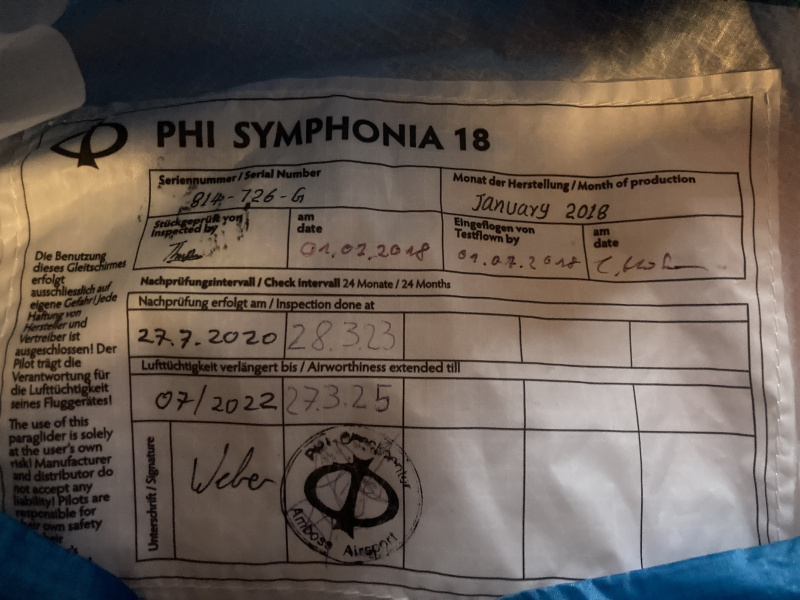 PHI SYMPHONIA 18
Seriennummer / Serial Number
814-726-G
Monat der Herstellung / Month of production
January 2018
Stückgeprüft von
Inspected by
am
date
01.07.2018
Eingeflogen von
Testflown by
01.07.2018
am
date
Nachprüfungsintervall / Check intervall 24 Monate / 24 Months
Nachprüfung erfolgt am / Inspection done at
27.7.2020
28.3.23
Lufttüchtigkeit verlängert bis / Airworthiness extended till
07/2022
27.3.25
Unterschrift / Signature
Weber
Amboss Airsport
Die Benutzung
dieses Gleitschirmes
erfolgt
ausschliesslich auf
eigene Gefahr! Jede
Haftung von
Hersteller und
Vertreiber ist
ausgeschlossen! Der
Pilot trägt die
Verantwortung für
die Lufttüchtigkeit
seines Fluggerätes!
The use of this
paraglider is solely
at the user's own
risk! Manufacturer
and distributor do
not accept any
liability! Pilots are
responsible for
their own safety